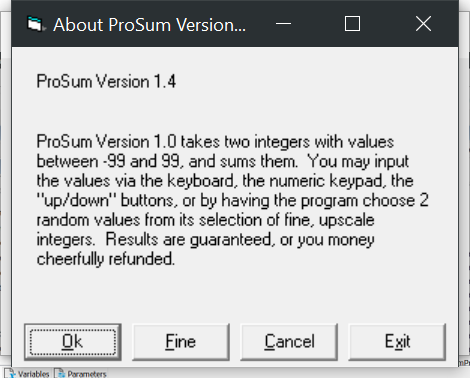 About ProSum Version...
ProSum Version 1.4
ProSum Version 1.0 takes two integers with values
between -99 and 99, and sums them. You may input
the values via the keyboard, the numeric keypad, the
"up/down" buttons, or by having the program choose 2
random values from its selection of fine, upscale
integers. Results are guaranteed, or you money
cheerfully refunded.
Ok Fine Cancel Exit
Variables Parameters